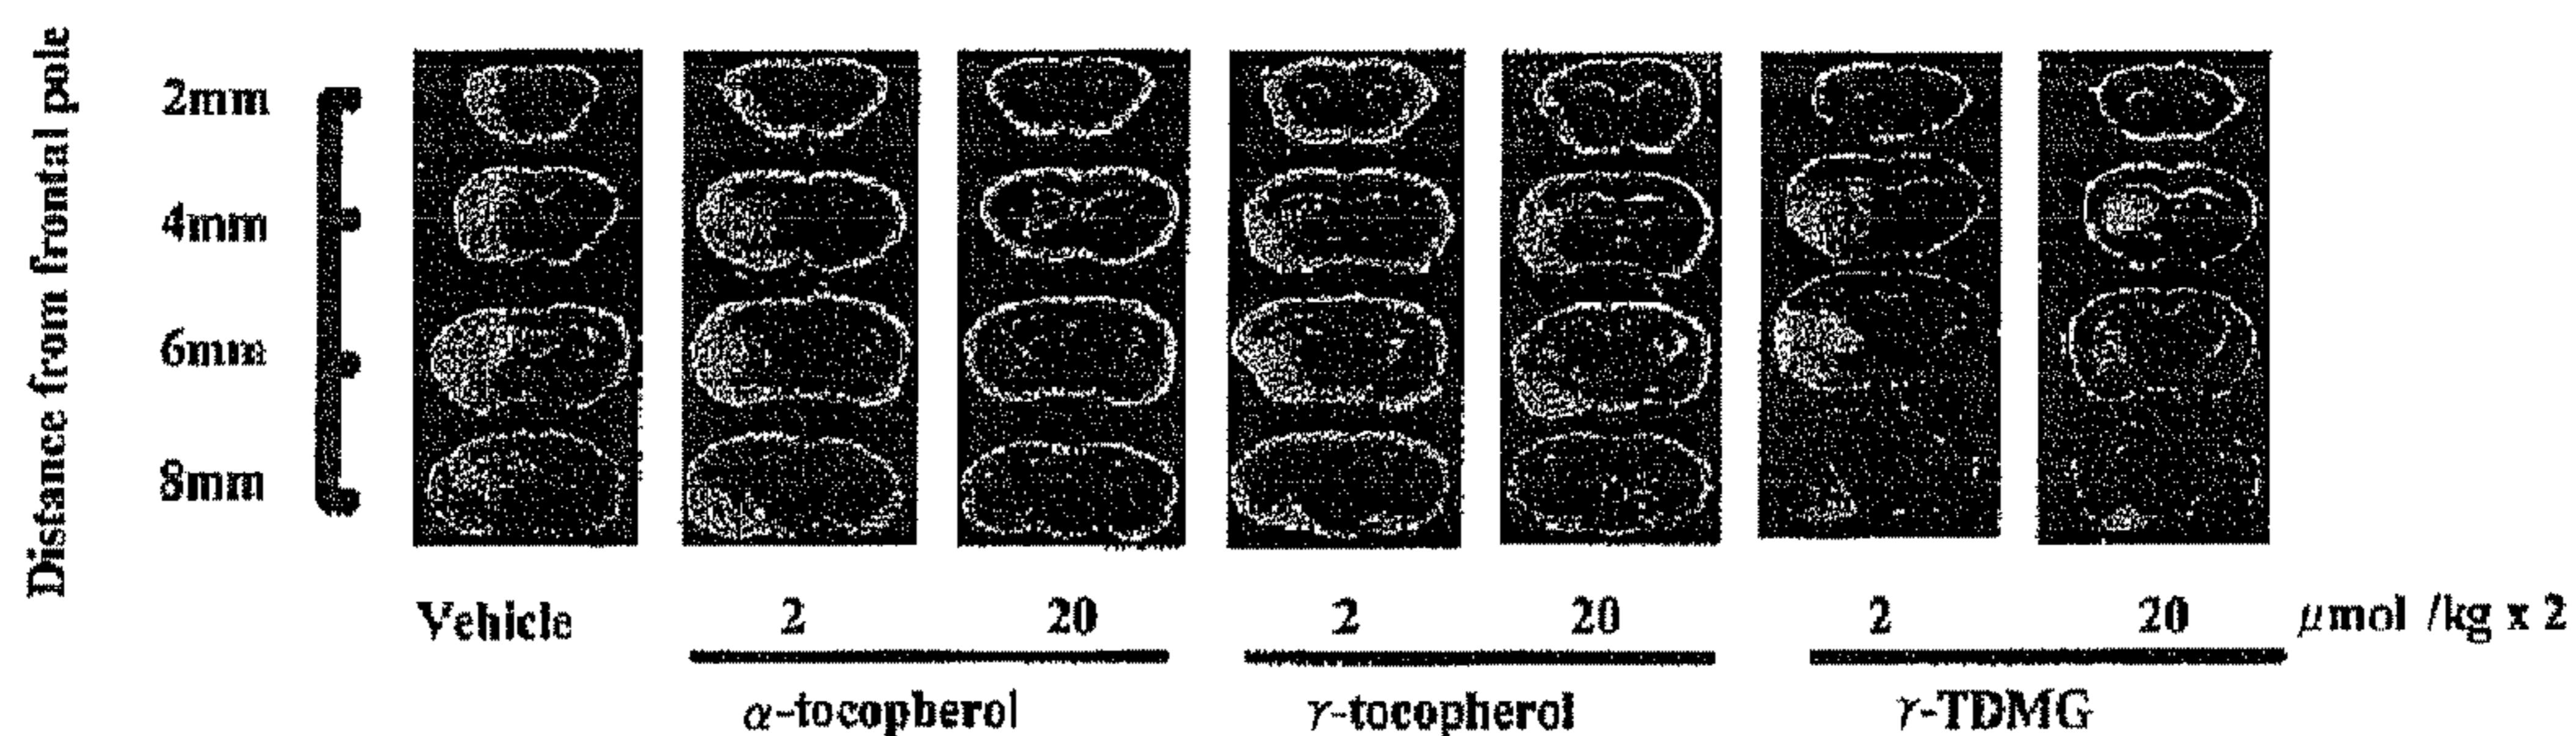 Distance from frontal pole
2mm
4mm
6mm
8mm
Vehicle 2 20 2 20 2 20 μmol /kg x 2
α-tocopherol γ-tocopherol γ-TDMG